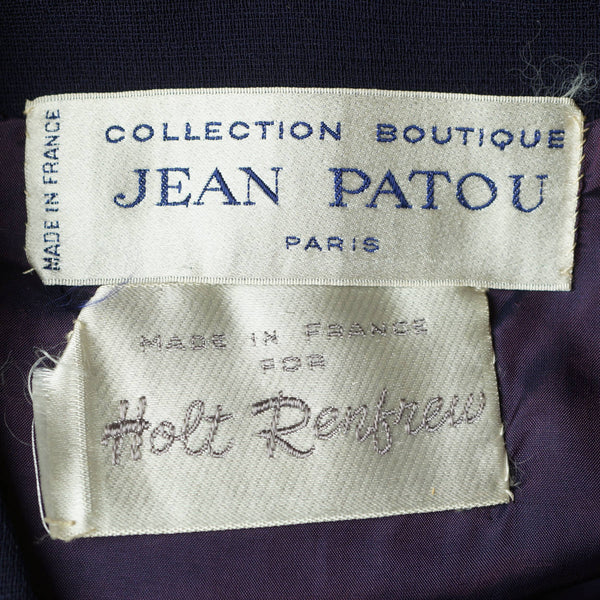 MADE IN FRANCE
COLLECTION BOUTIQUE
JEAN PATOU
PARIS
MADE IN FRANCE
FOR
Holt Renfrew